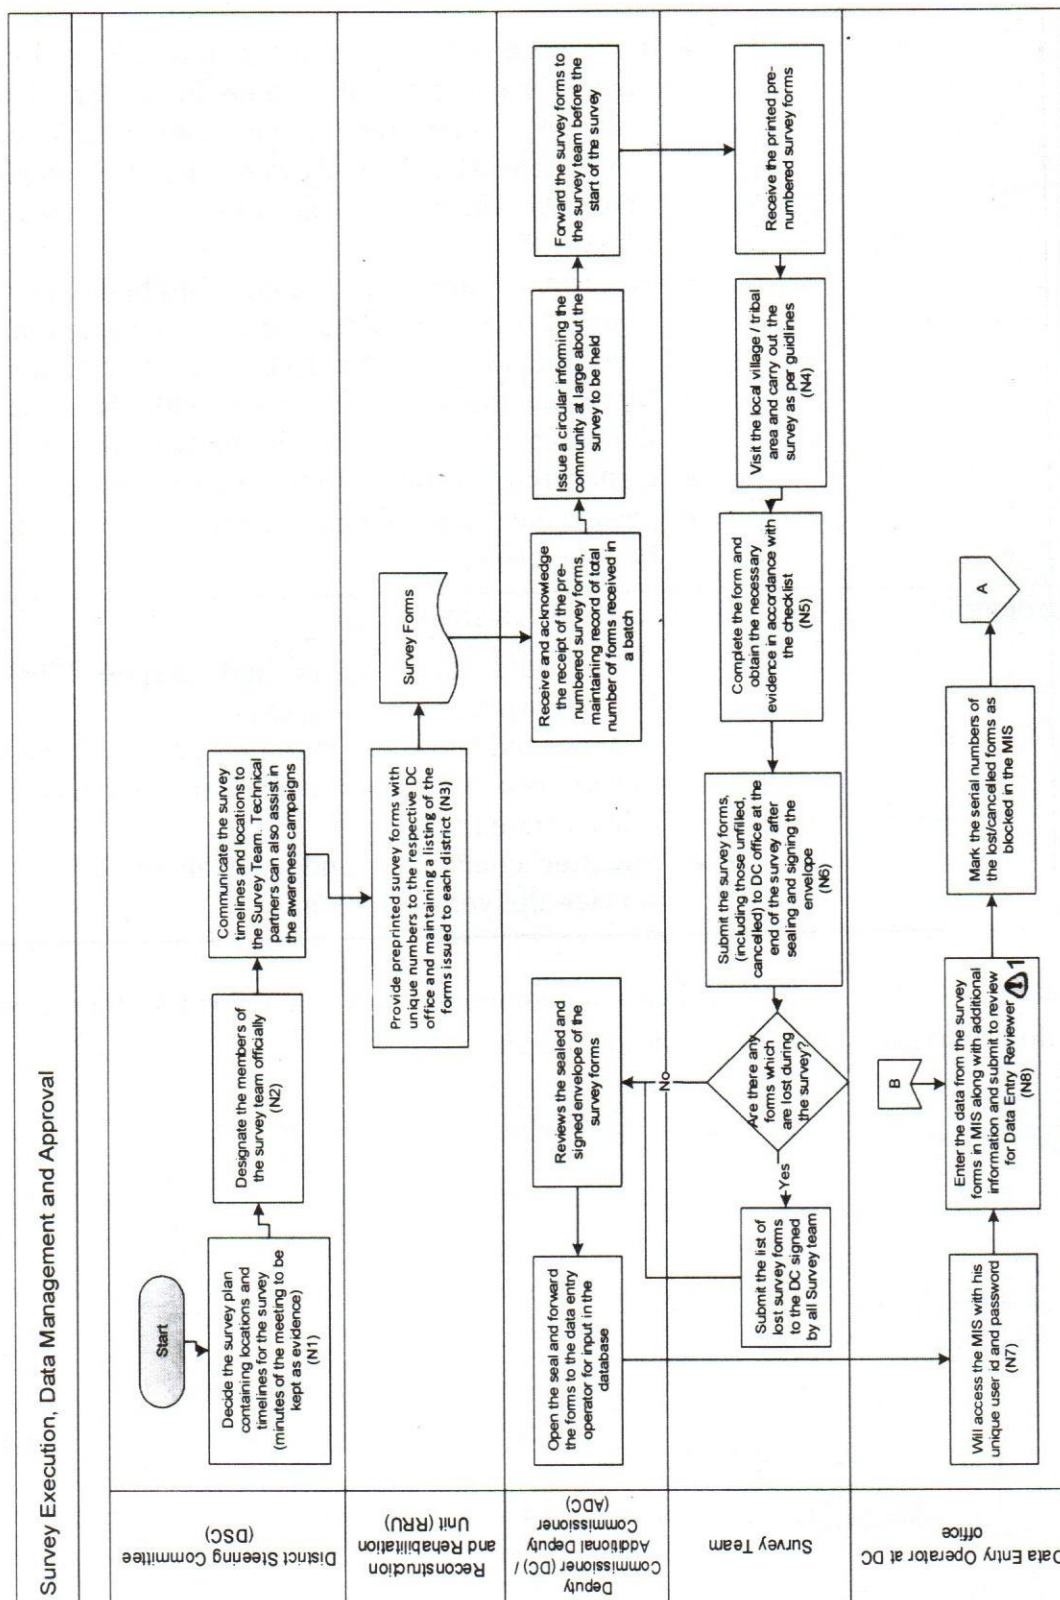 Survey Execution, Data Management and Approval
District Steering Committee
(DSC)
Start
Decide the survey plan
containing locations and
timelines for the survey
(minutes of the meeting to be
kept as evidence)
(N1)
Designate the members of
the survey team officially
(N2)
Communicate the survey
timelines and locations to
the Survey Team. Technical
partners can also assist in
the awareness campaigns
Reconstruction
and Rehabilitation
Unit (RRU)
Provide preprinted survey forms with
unique numbers to the respective DC
office and maintaining a listing of the
forms issued to each district (N3)
Survey Forms
Deputy
Commissioner (DC) /
Additional Deputy
Commissioner
(ADC)
Receive and acknowledge
the receipt of the pre-
numbered survey forms,
maintaining record of total
number of forms received in
a batch
Issue a circular informing the
community at large about the
survey to be held
Forward the survey forms to
the survey team before the
start of the survey
Reviews the sealed and
signed envelope of the
survey forms
Open the seal and forward
the forms to the data entry
operator for input in the
database
Survey Team
Receive the printed pre-
numbered survey forms
Visit the local village / tribal
area and carry out the
survey as per guidlines
(N4)
Complete the form and
obtain the necessary
evidence in accordance with
the checklist
(N5)
Submit the survey forms,
(including those unfilled,
cancelled) to DC office at the
end of the survey after
sealing and signing the
envelope
(N6)
Are there any
forms which
are lost during
the survey?
No
Yes
Submit the list of
lost survey forms
to the DC signed
by all Survey team
Data Entry Operator at DC
office
Will access the MIS with his
unique user id and password
(N7)
B
Enter the data from the survey
forms in MIS along with additional
information and submit to review
for Data Entry Reviewer 1
(N8)
Mark the serial numbers of
the lost/cancelled forms as
blocked in the MIS
A